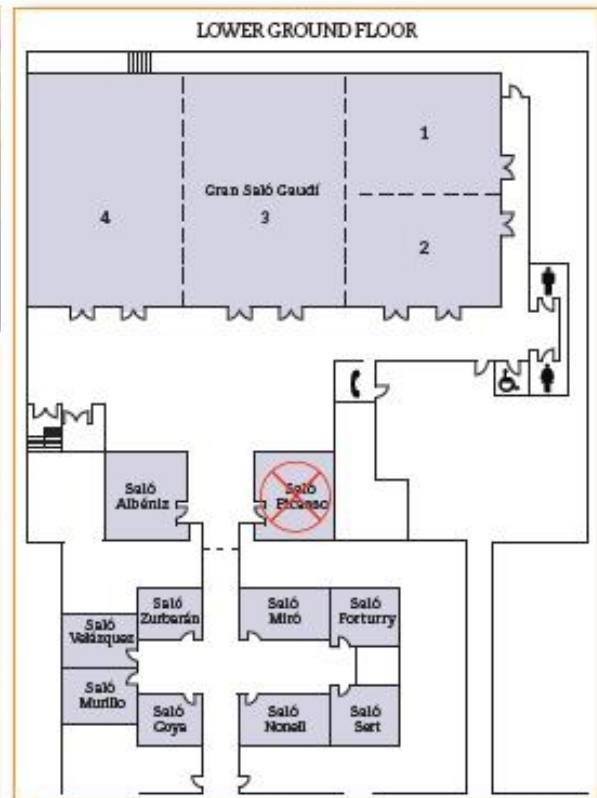 LOWER GROUND FLOOR
1
Gran Saló Gaudí
4
3
2
Saló
Albéniz
Saló
Picasso
Saló
Zurbarán
Saló
Miró
Saló
Forturry
Saló
Velázquez
Saló
Murillo
Saló
Goya
Saló
Nonell
Saló
Sert